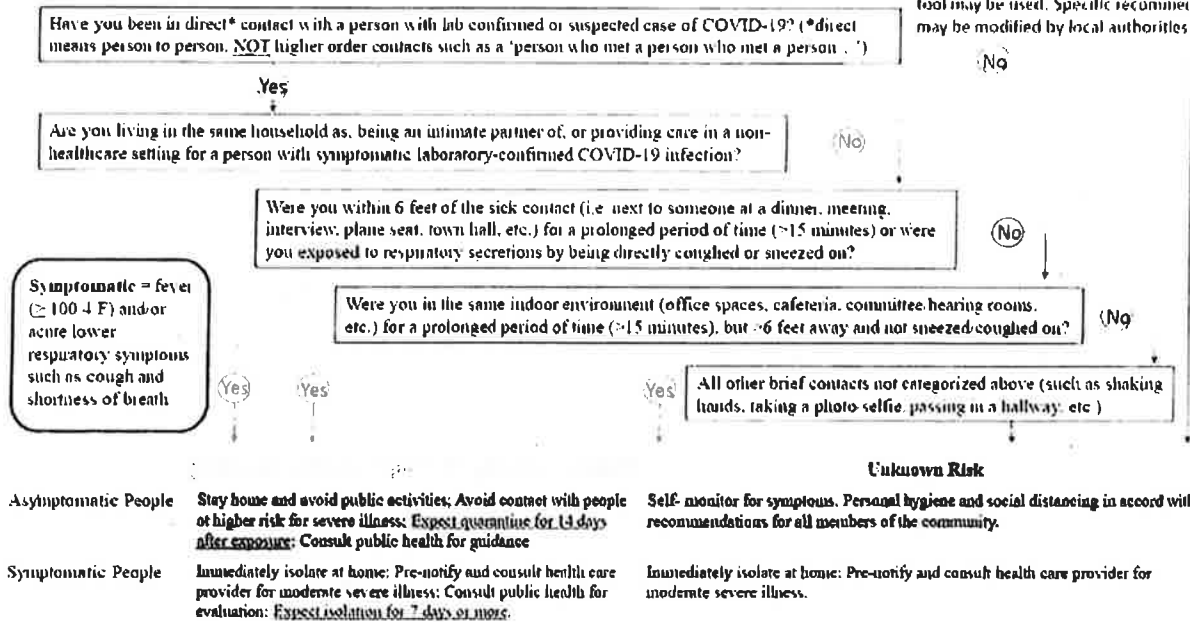 tool may be used. Specific
may be modified by local authorities
Have you been in direct* contact with a person with lab confirmed or suspected case of COVID-19? (*direct
means person to person, NOT higher order contacts such as a 'person who met a person who met a person . ')
No
Yes
Are you living in the same household as, being an intimate partner of, or providing care in a non-
healthcare setting for a person with symptomatic laboratory-confirmed COVID-19 infection?
No
Were you within 6 feet of the sick contact (i.e. next to someone at a dinner, meeting,
interview, plane seat, town hall, etc.) for a prolonged period of time (>15 minutes) or were
you exposed to respiratory secretions by being directly coughed or sneezed on?
No
Symptomatic = fever
(≥ 100.4 F) and/or
acute lower
respiratory symptoms
such as cough and
shortness of breath
Were you in the same indoor environment (office spaces, cafeteria, committee/hearing rooms,
etc.) for a prolonged period of time (>15 minutes), but >6 feet away and not sneezed/coughed on?
No
Yes
Yes
Yes
All other brief contacts not categorized above (such as shaking
hands, taking a photo selfie, passing in a hallway, etc.)
Unknown Risk
Asymptomatic People
Stay home and avoid public activities; Avoid contact with people
at higher risk for severe illness; Expect quarantine for 14 days
after exposure; Consult public health for guidance
Self- monitor for symptoms. Personal hygiene and social distancing in accord
recommendations for all members of the community.
Symptomatic People
Immediately isolate at home: Pre-notify and consult health care
provider for moderate severe illness: Consult public health for
evaluation: Expect isolation for 7 days or more.
Immediately isolate at home: Pre-notify and consult health care provider for
moderate severe illness.